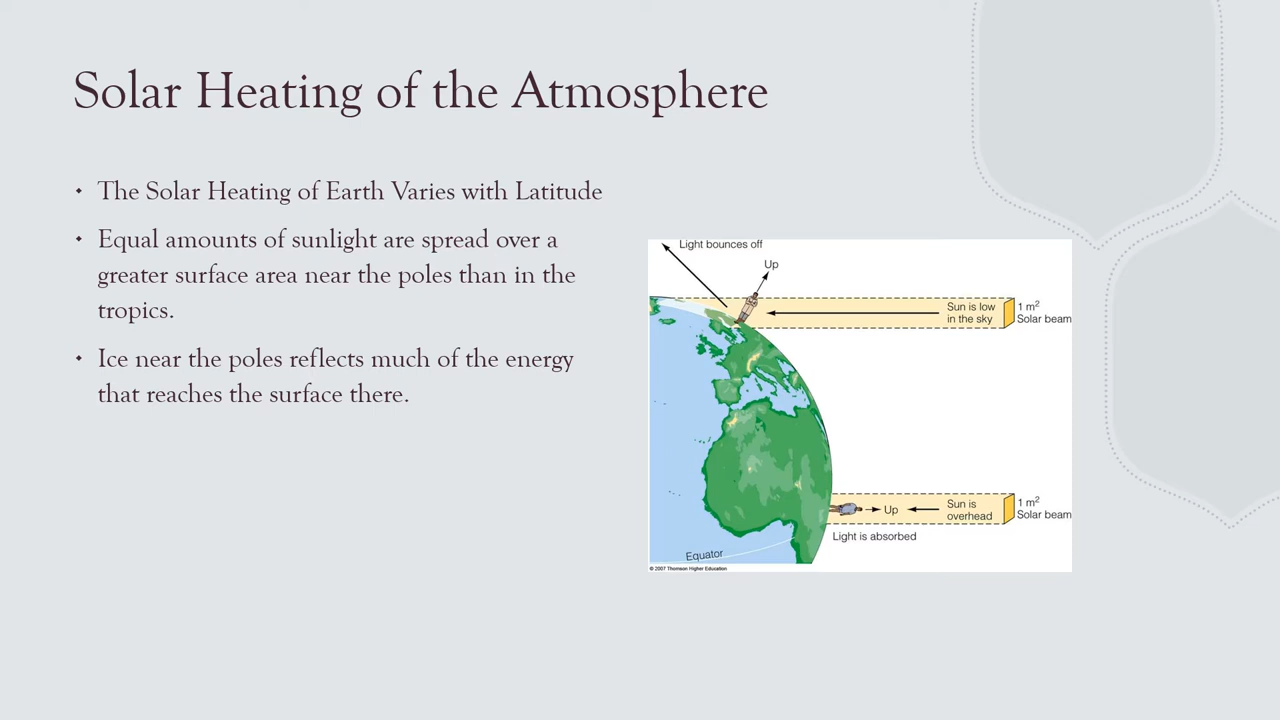 Solar Heating of the Atmosphere
• The Solar Heating of Earth Varies with Latitude
• Equal amounts of sunlight are spread over a
greater surface area near the poles than in the
tropics.
• Ice near the poles reflects much of the energy
that reaches the surface there.
Light bounces off
Up
Sun is low
in the sky
1 m²
Solar beam
Up
Sun is
overhead
1 m²
Solar beam
Light is absorbed
Equator
© 2007 Thomson Higher Education